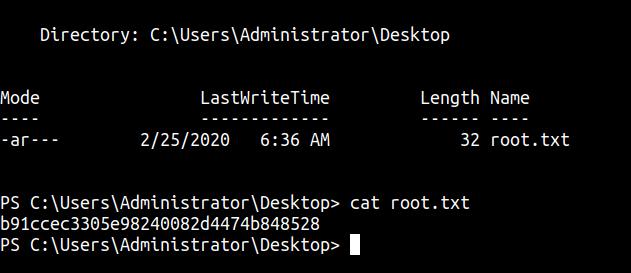 Directory: C:\Users\Administrator\Desktop
Mode LastWriteTime Length Name
---- ------------- ------ ----
-ar--- 2/25/2020 6:36 AM 32 root.txt
PS C:\Users\Administrator\Desktop> cat root.txt
b91ccec3305e98240082d4474b848528
PS C:\Users\Administrator\Desktop>